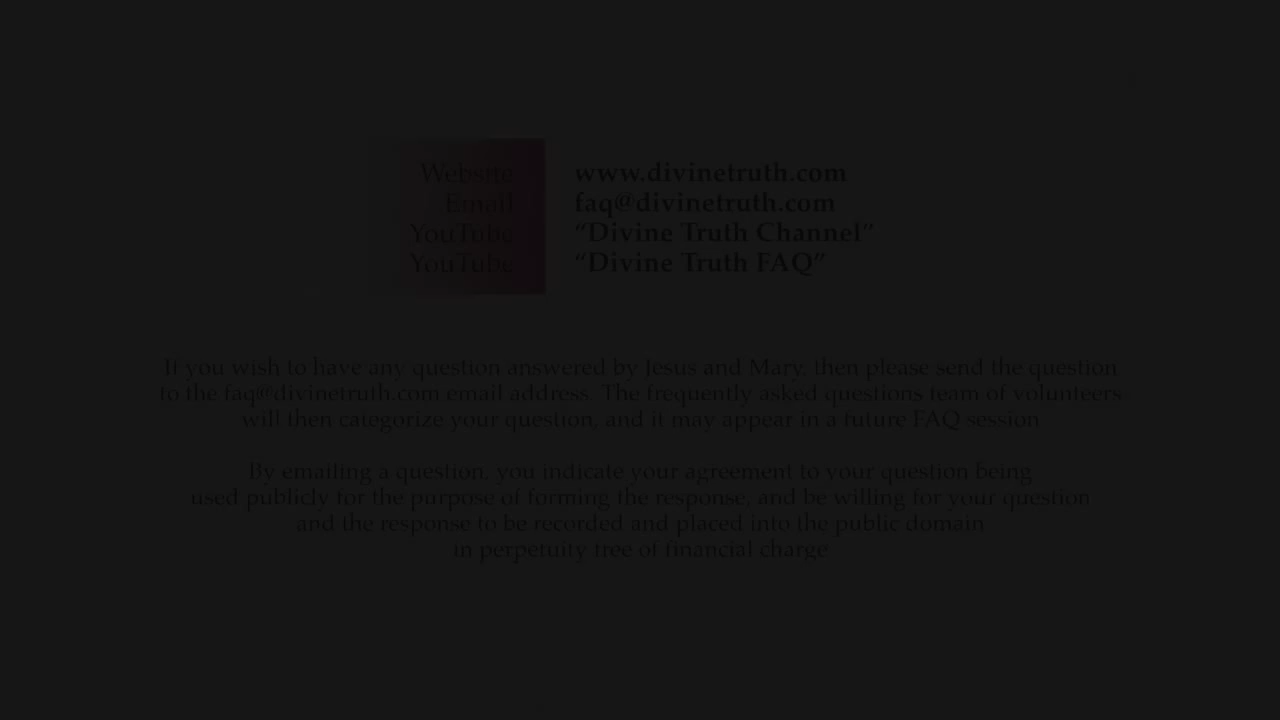 Website www.divinetruth.com
Email faq@divinetruth.com
YouTube “Divine Truth Channel”
YouTube “Divine Truth FAQ”
If you wish to have any question answered by Jesus and Mary, then please send the question
to the faq@divinetruth.com email address. The frequently asked questions team of volunteers
will then categorize your question, and it may appear in a future FAQ session
By emailing a question, you indicate your agreement to your question being
used publicly for the purpose of forming the response, and be willing for your question
and the response to be recorded and placed into the public domain
in perpetuity free of financial charge